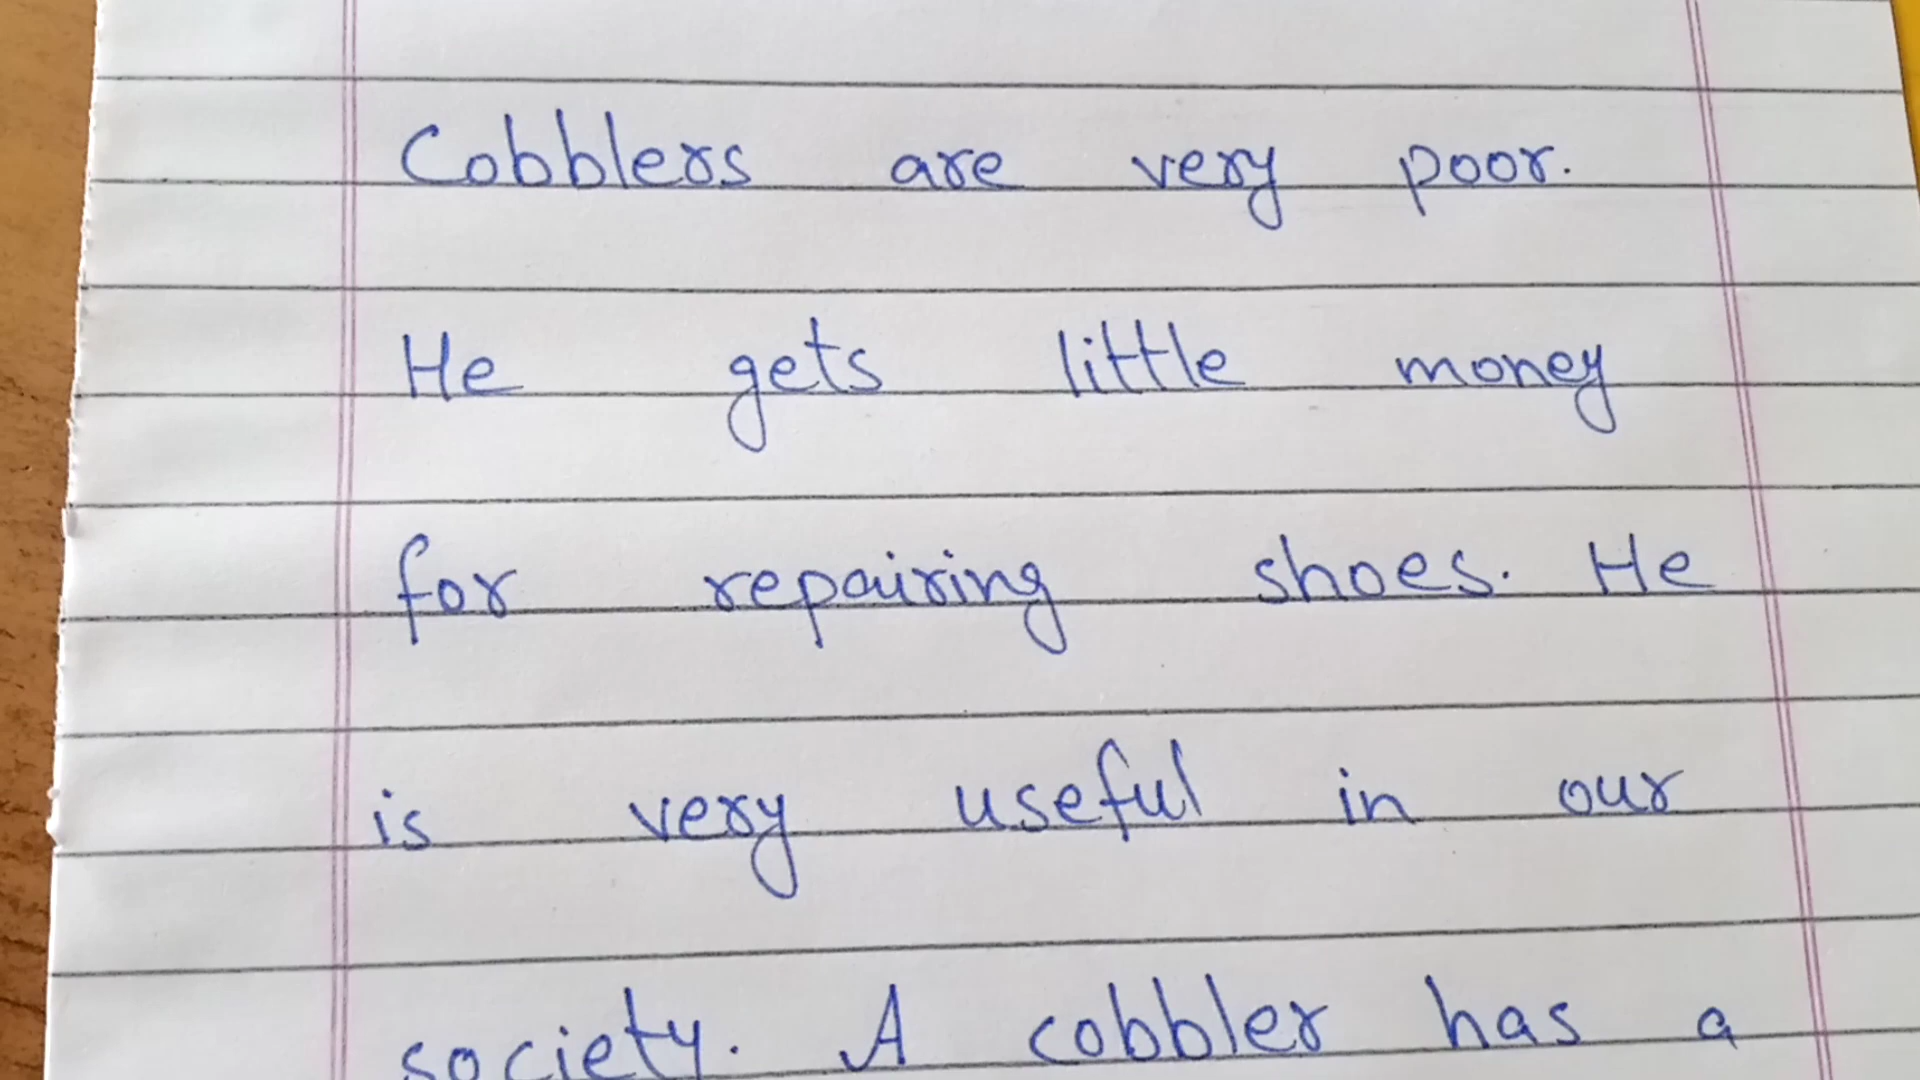 Cobblers are very poor.
He gets little money
for repairing shoes. He
is very useful in our
society. A cobbler has a